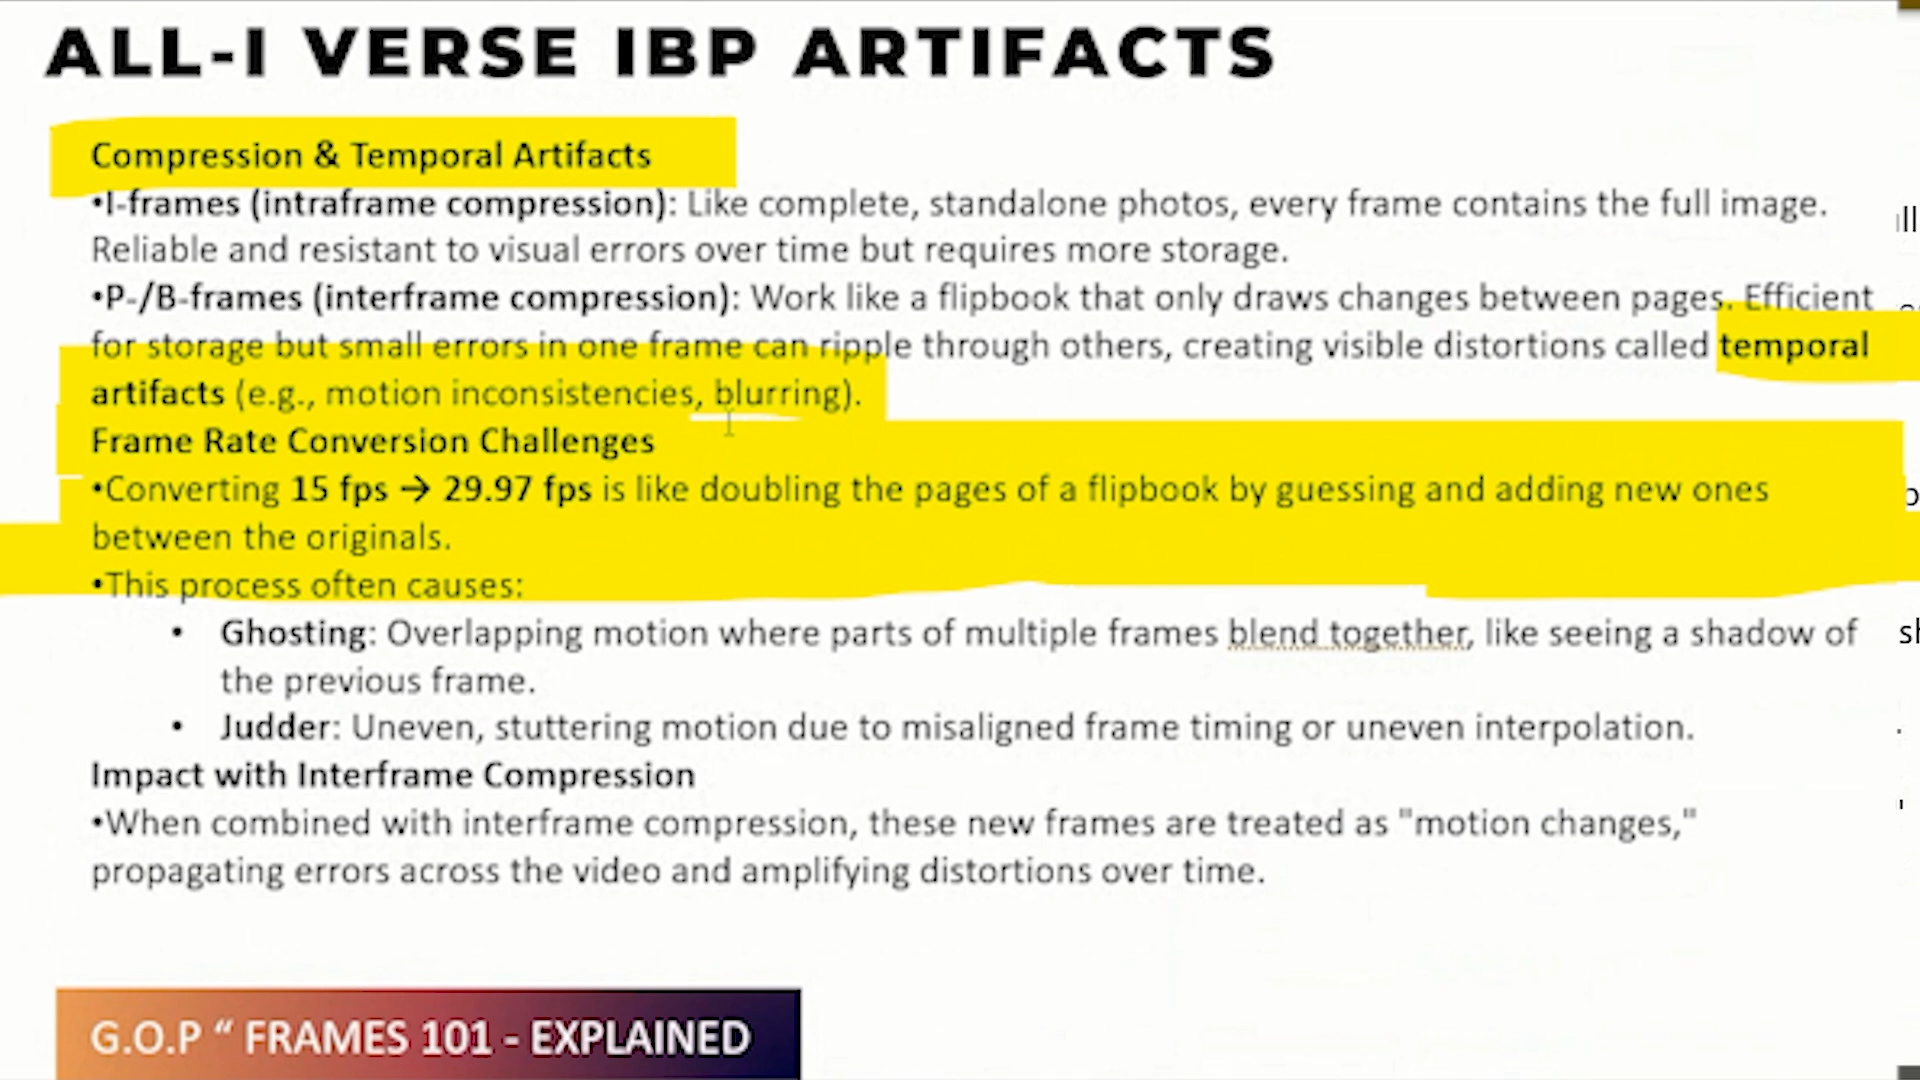 ALL-I VERSE IBP ARTIFACTS
Compression & Temporal Artifacts
•I-frames (intraframe compression): Like complete, standalone photos, every frame contains the full image.
Reliable and resistant to visual errors over time but requires more storage.
•P-/B-frames (interframe compression): Work like a flipbook that only draws changes between pages. Efficient
for storage but small errors in one frame can ripple through others, creating visible distortions called temporal
artifacts (e.g., motion inconsistencies, blurring).
Frame Rate Conversion Challenges
•Converting 15 fps → 29.97 fps is like doubling the pages of a flipbook by guessing and adding new ones
between the originals.
•This process often causes:
• Ghosting: Overlapping motion where parts of multiple frames blend together, like seeing a shadow of
the previous frame.
• Judder: Uneven, stuttering motion due to misaligned frame timing or uneven interpolation.
Impact with Interframe Compression
•When combined with interframe compression, these new frames are treated as "motion changes,"
propagating errors across the video and amplifying distortions over time.
G.O.P “ FRAMES 101 - EXPLAINED